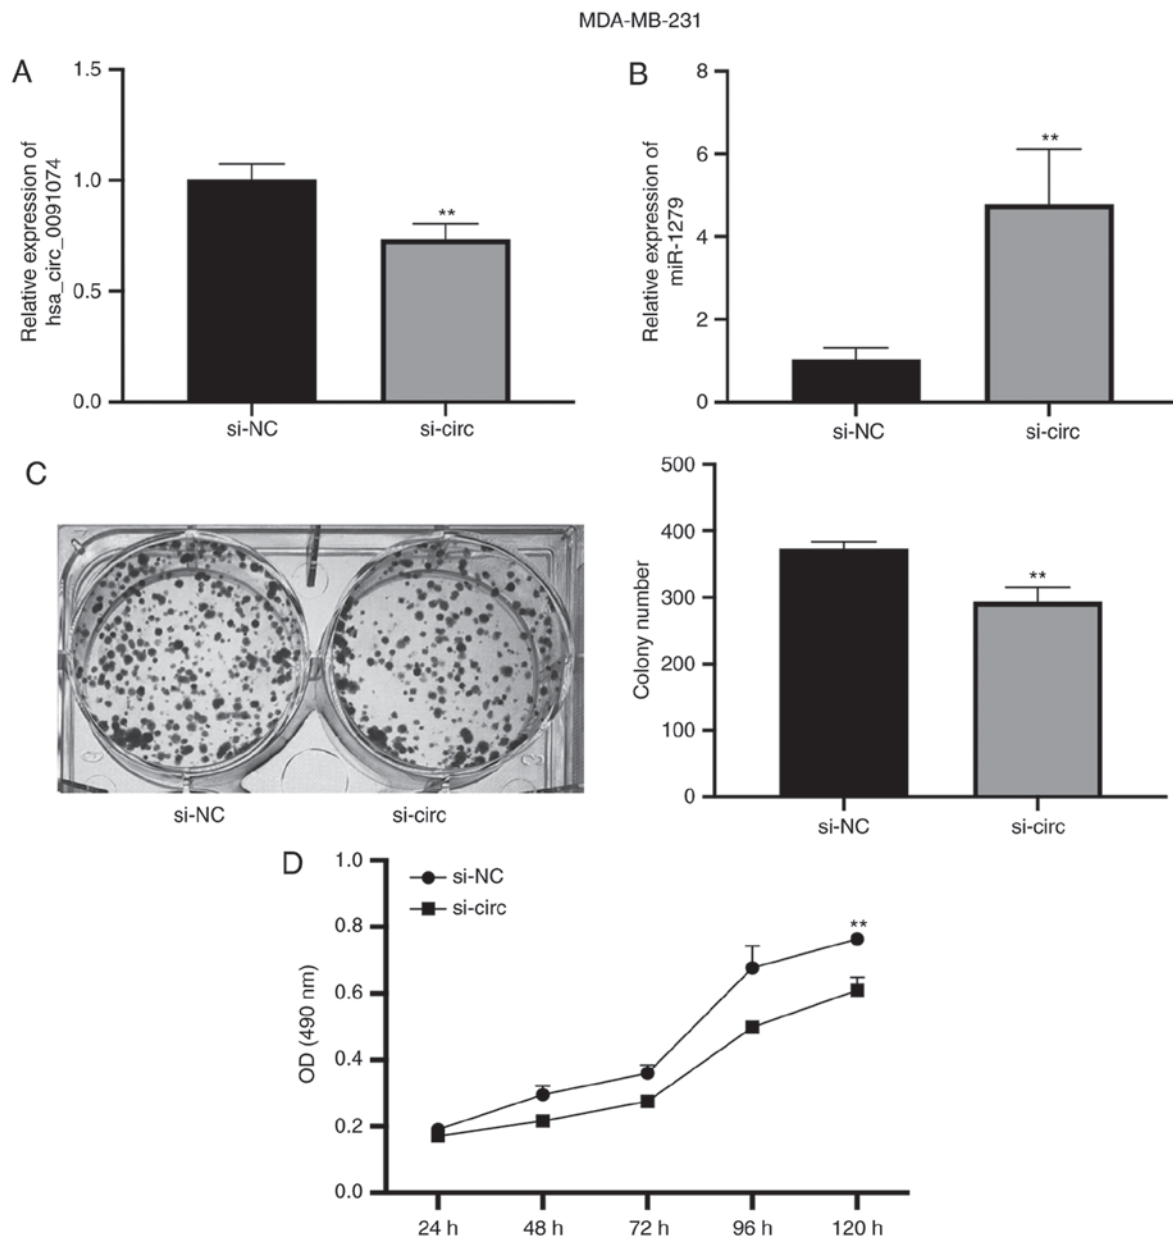 MDA-MB-231
A
1.5
1.0
0.5
0.0
Relative expression of
hsa_circ_0091074
**
si-NC
si-circ
B
8
6
4
2
0
Relative expression of
miR-1279
**
si-NC
si-circ
C
si-NC
si-circ
500
400
300
200
100
0
Colony number
**
si-NC
si-circ
D
1.0
0.8
0.6
0.4
0.2
0.0
OD (490 nm)
si-NC
si-circ
**
24 h
48 h
72 h
96 h
120 h